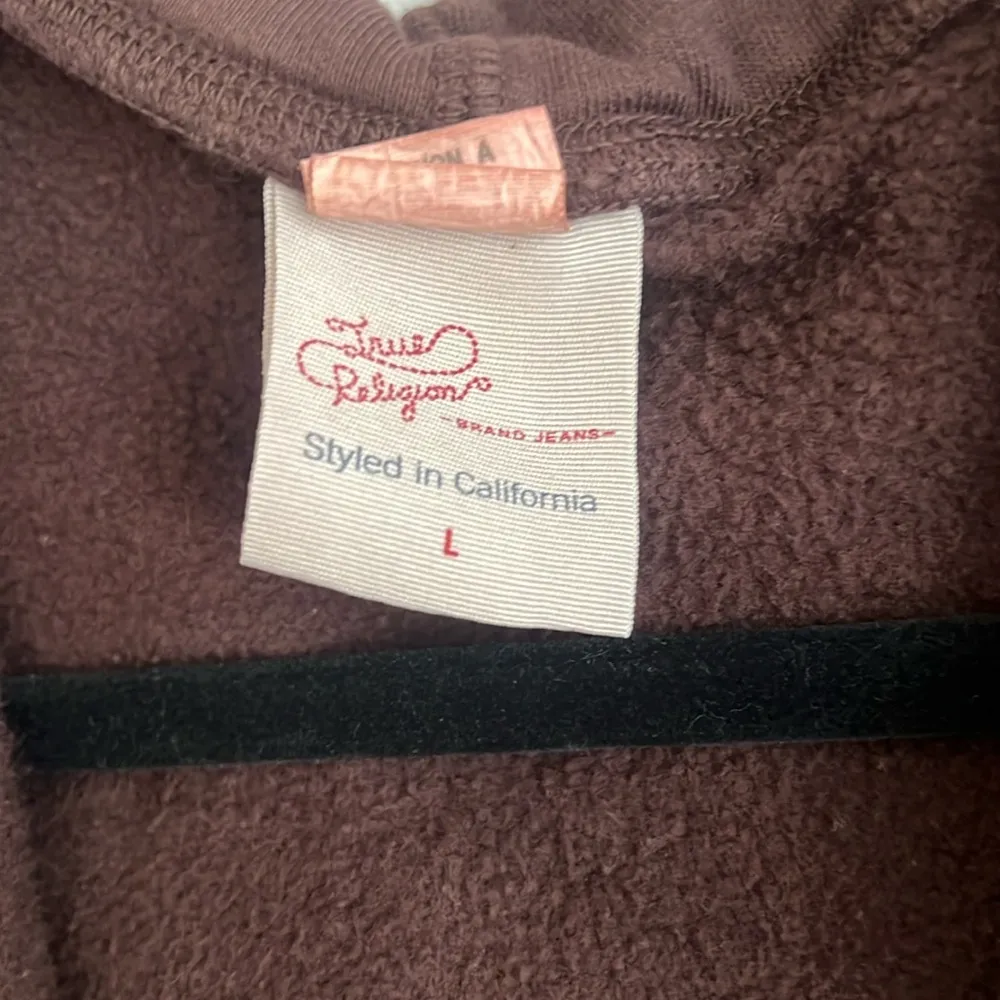 True
Religion
-BRAND JEANS-
Styled in California
L